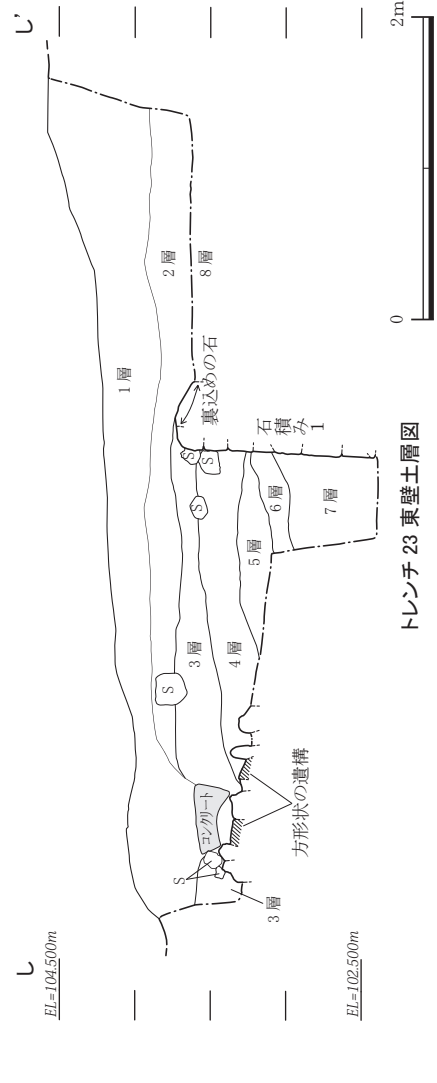 し
し’
EL=104.500m
EL=102.500m
1層
2層
8層
裏込めの石
石積み1
S
S
S
S
S
コンクリート
3層
4層
5層
6層
7層
3層
方形状の遺構
0
2m
トレンチ 23 東壁土層図